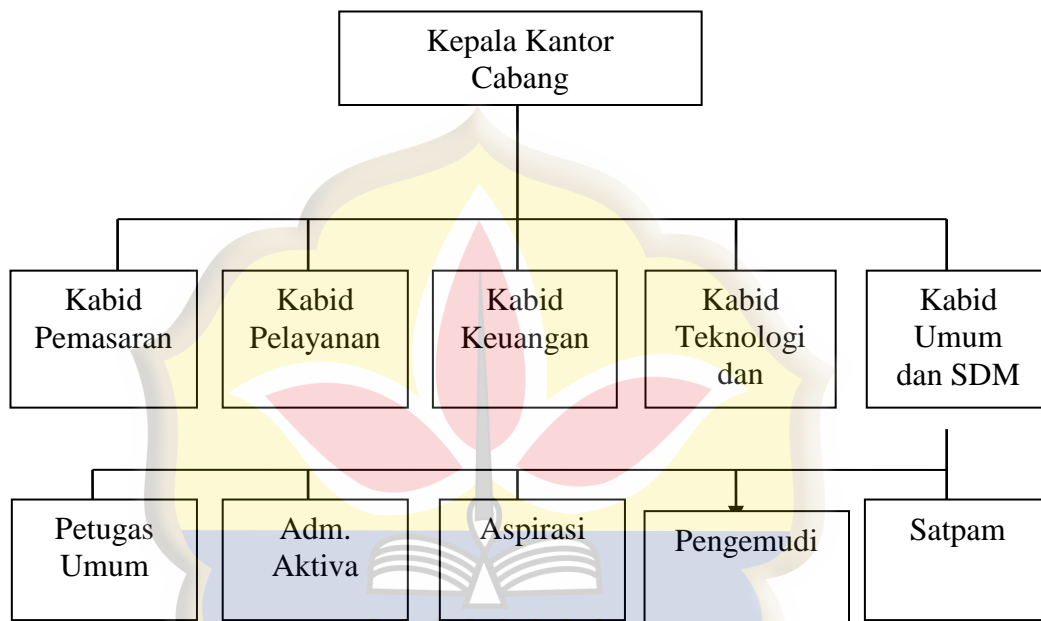 Kepala Kantor
Cabang
Kabid
Pemasaran
Kabid
Pelayanan
Kabid
Keuangan
Kabid
Teknologi
dan
Kabid
Umum
dan SDM
Petugas
Umum
Adm.
Aktiva
Aspirasi
Pengemudi
Satpam